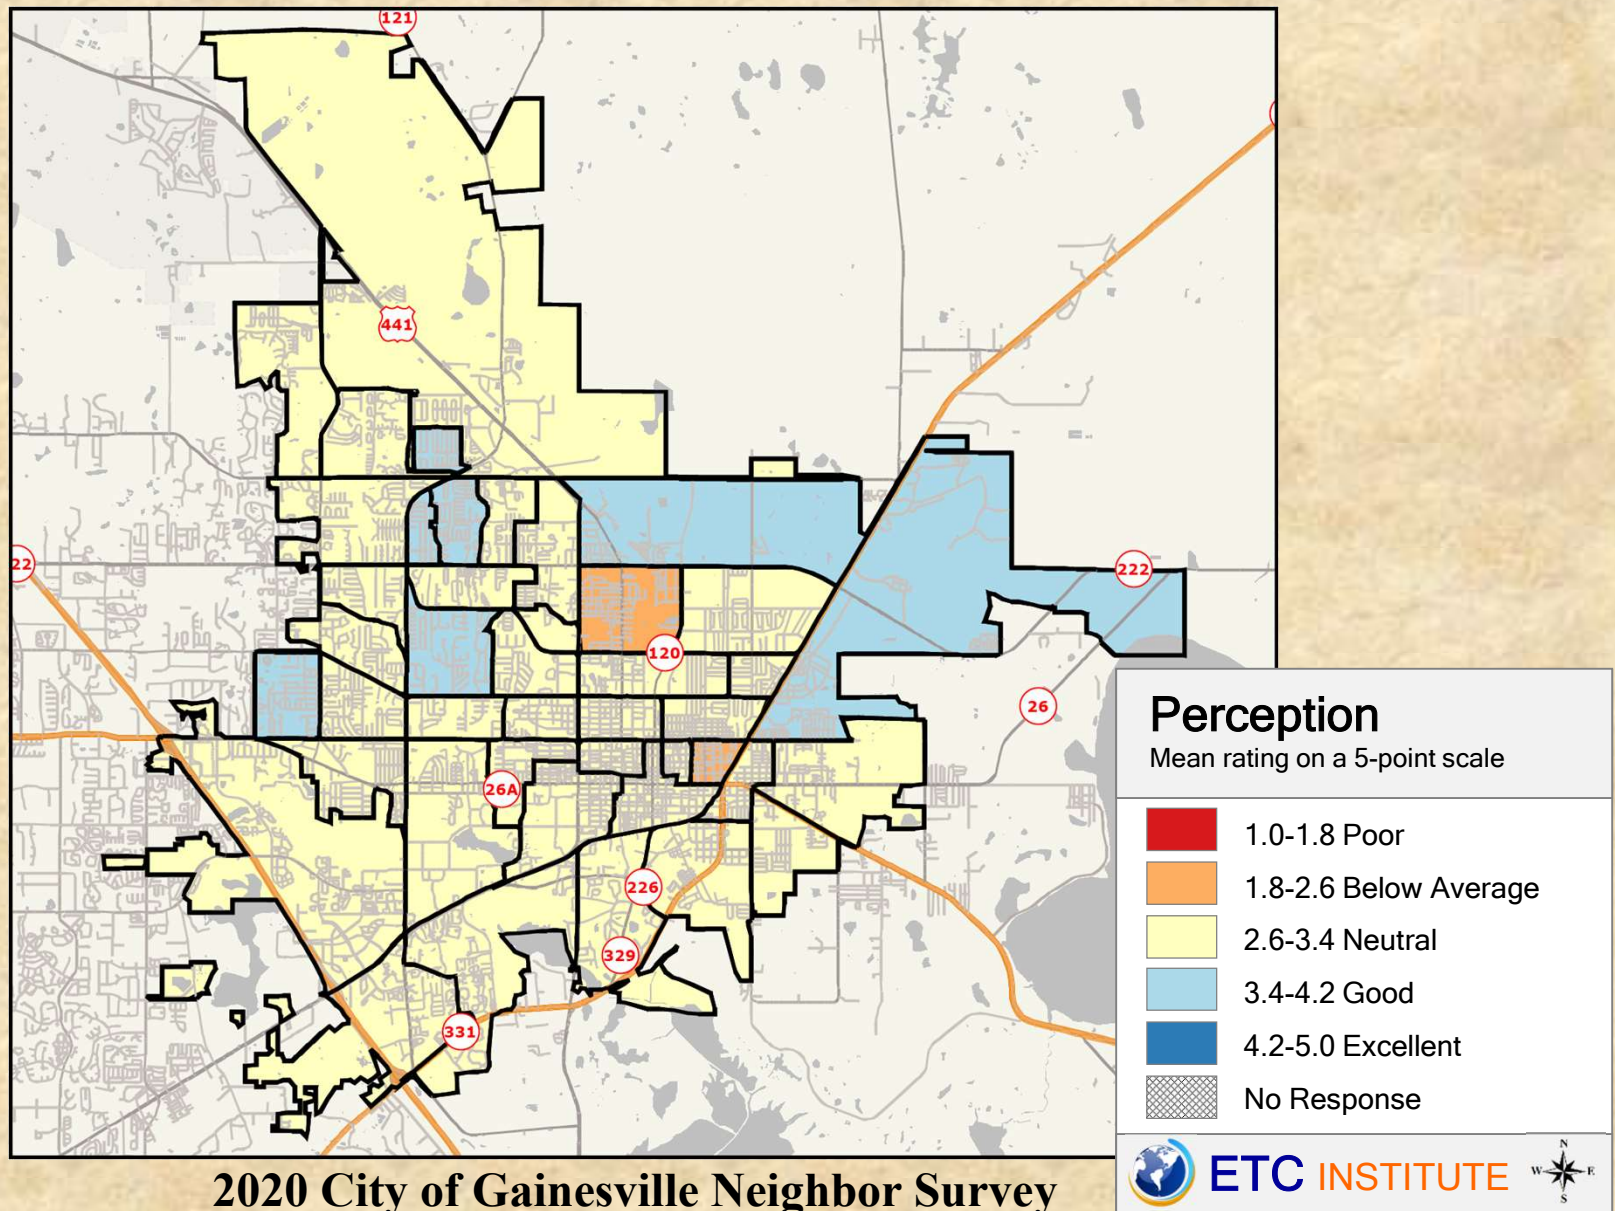 121
441
22
222
120
26
26A
226
329
331
Perception
Mean rating on a 5-point scale
1.0-1.8 Poor
1.8-2.6 Below Average
2.6-3.4 Neutral
3.4-4.2 Good
4.2-5.0 Excellent
No Response
ETC INSTITUTE
N
W E
S
2020 City of Gainesville Neighbor Survey